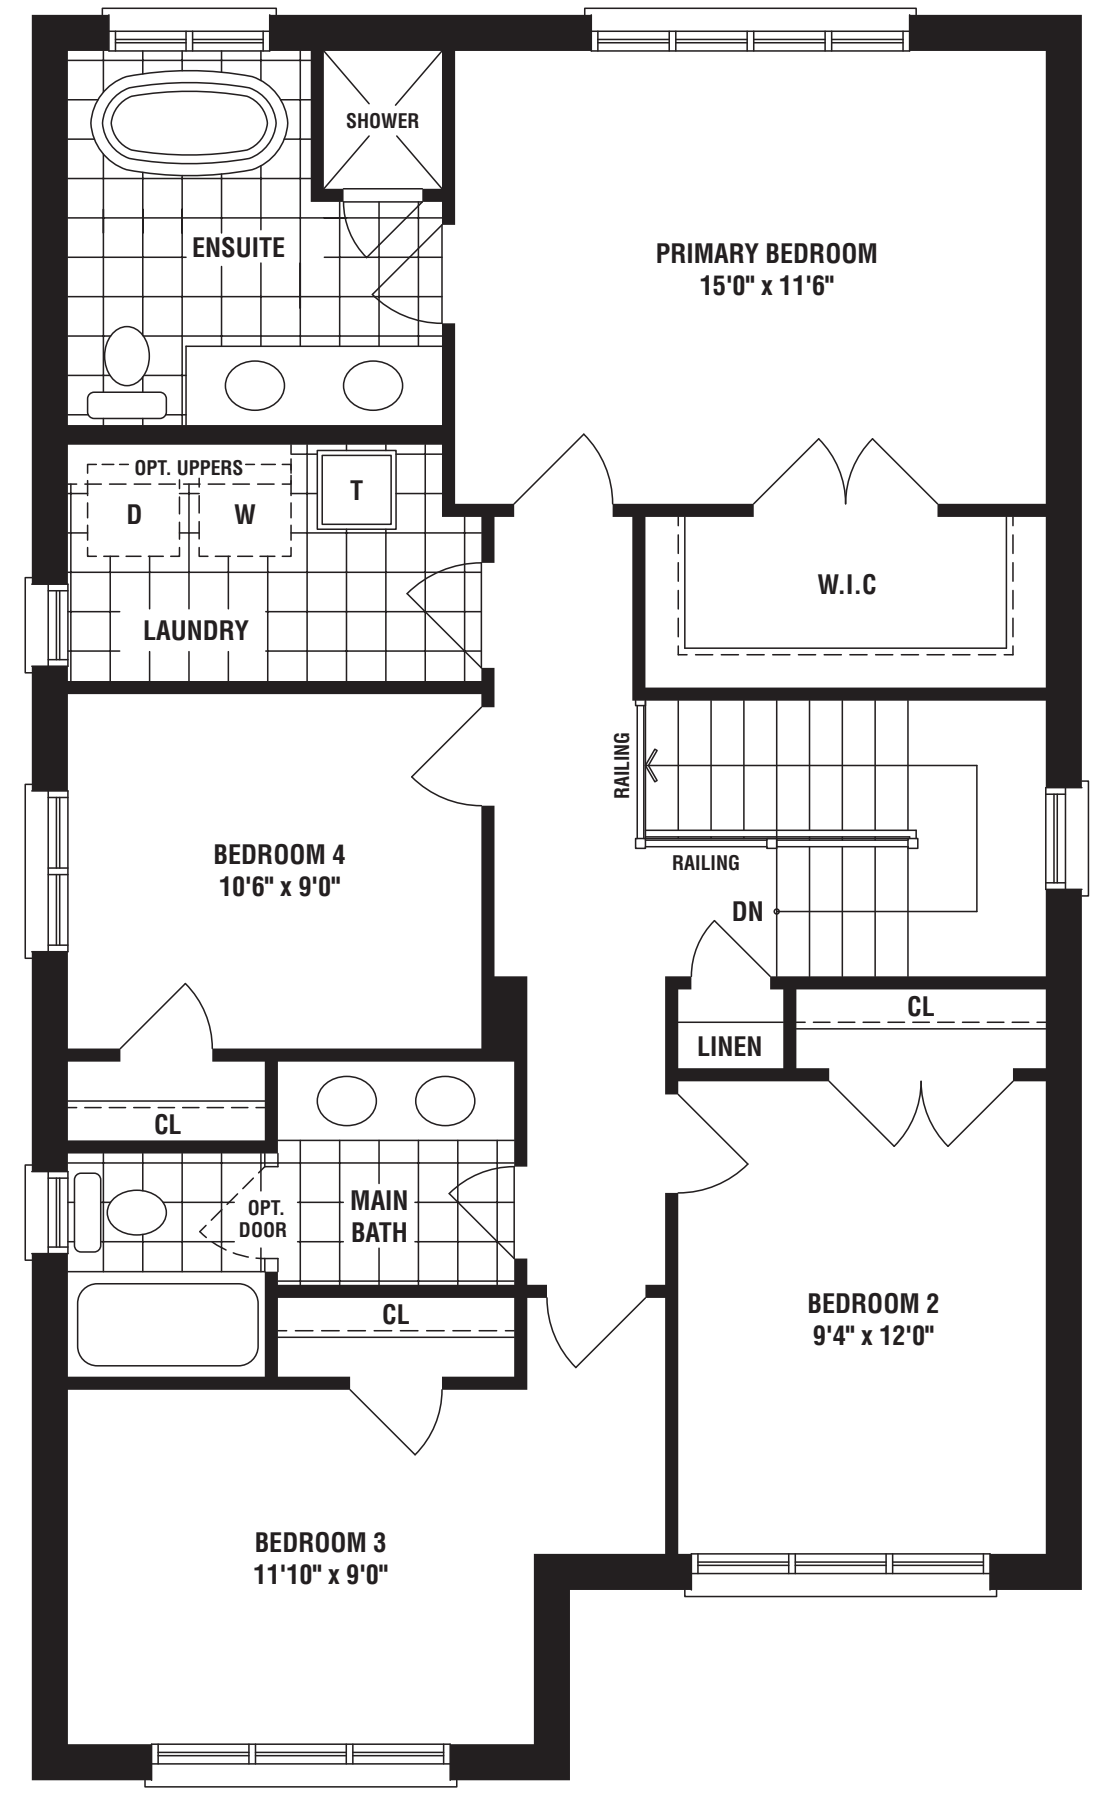 SHOWER
ENSUITE
PRIMARY BEDROOM
15'0" x 11'6"
OPT. UPPERS
D
W
T
LAUNDRY
W.I.C
RAILING
RAILING
BEDROOM 4
10'6" x 9'0"
DN
CL
LINEN
CL
OPT.
DOOR
MAIN
BATH
CL
BEDROOM 2
9'4" x 12'0"
BEDROOM 3
11'10" x 9'0"